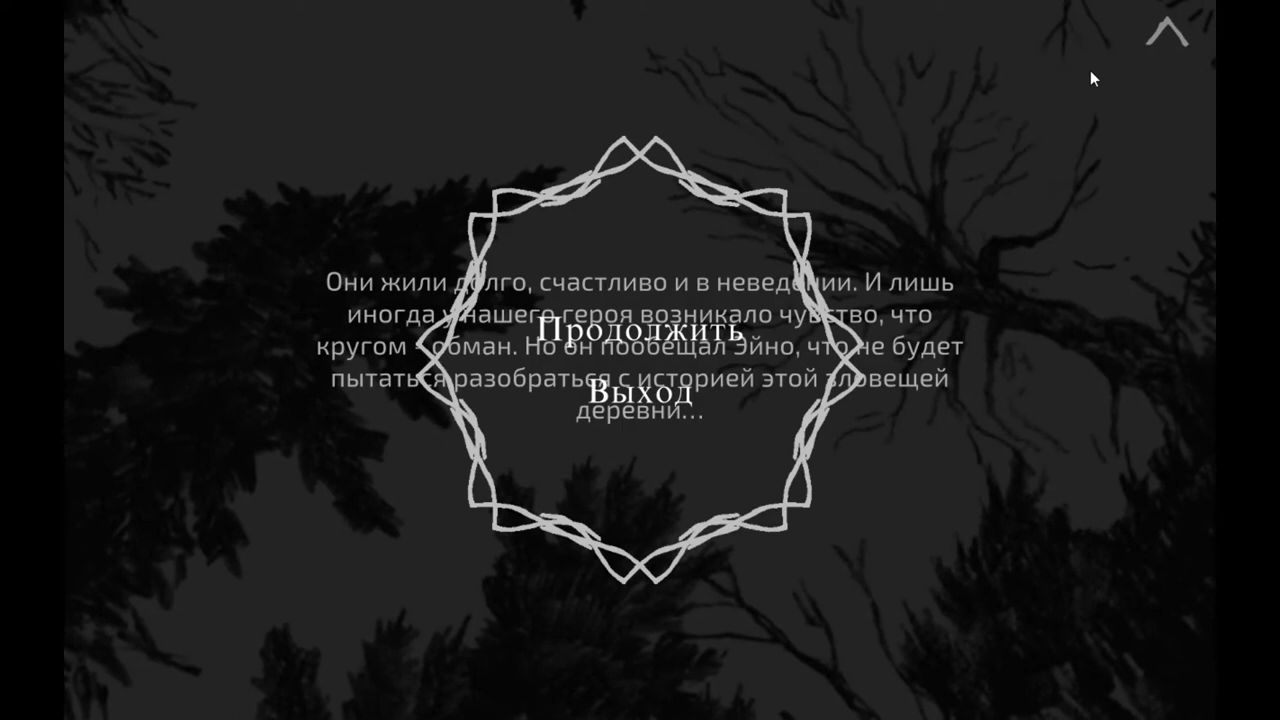 Они жили долго, счастливо и в неведении. И лишь
иногда у нашего героя возникало чувство, что
Продолжить
кругом - обман. Но он пообещал Эйно, что не будет
пытаться разобраться с историей этой зловещей
Выход
деревни...